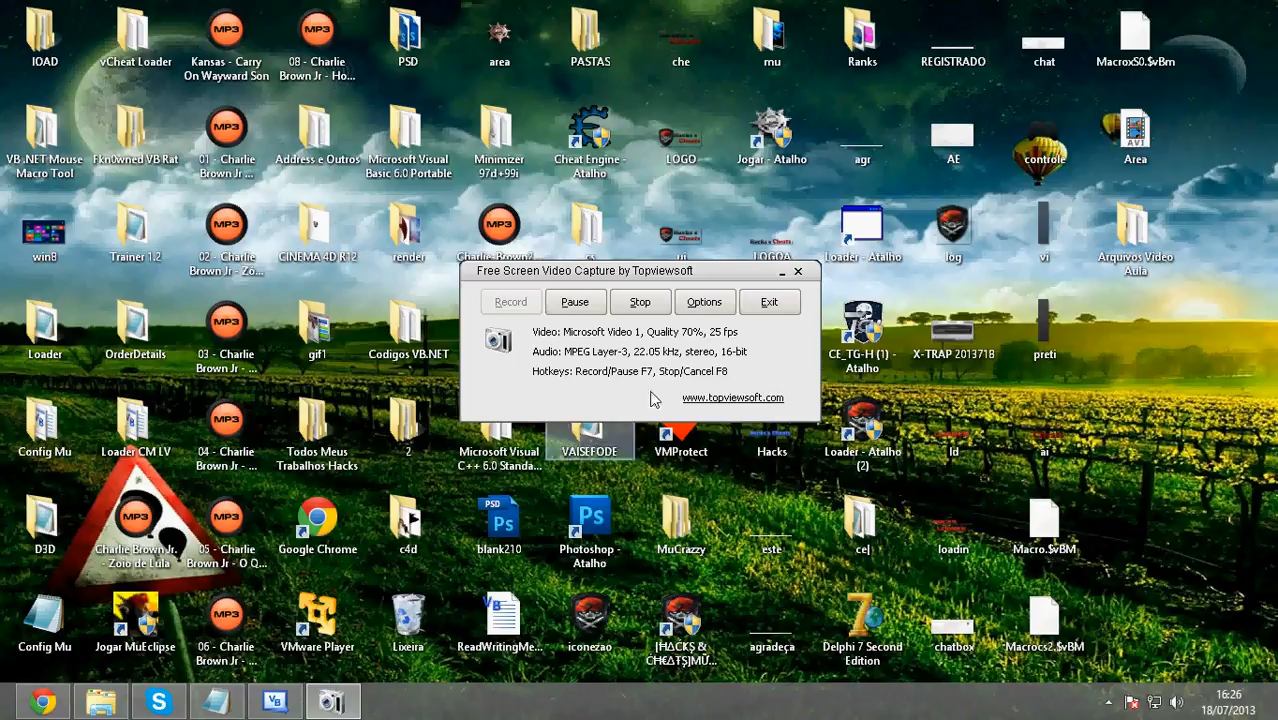 IOAD
vCheat Loader
Kansas - Carry
On Wayward Son
08 - Charlie
Brown Jr - Ho...
PSD
area
PASTAS
che
mu
Ranks
REGISTRADO
chat
MacroxS0.$vBm
VB .NET Mouse
Macro Tool
Fkn0wned VB Rat
01 - Charlie
Brown Jr - ...
Address e Outros
Microsoft Visual
Basic 6.0 Portable
Minimizer
97d+99i
Cheat Engine -
Atalho
LOGO
Jogar - Atalho
agr
AE
controle
Area
win8
Trainer 1.2
02 - Charlie
Brown Jr - Zo...
CINEMA 4D R12
render
Loader - Atalho
log
vi
Arquivos Video
Aula
Free Screen Video Capture by Topviewsoft
Record
Pause
Stop
Options
Exit
Video: Microsoft Video 1, Quality 70%, 25 fps
Audio: MPEG Layer-3, 22.05 kHz, stereo, 16-bit
Hotkeys: Record/Pause F7, Stop/Cancel F8
www.topviewsoft.com
Loader
OrderDetails
03 - Charlie
Brown Jr - ...
gif1
Codigos VB.NET
CE_TG-H (1) -
Atalho
X-TRAP 2013718
preti
Config Mu
Loader CM LV
04 - Charlie
Brown Jr - ...
Todos Meus
Trabalhos Hacks
2
Microsoft Visual
C++ 6.0 Standa...
VAISEFODE
VMProtect
Hacks
Loader - Atalho
(2)
ld
ai
D3D
Charlie Brown Jr.
- Zoio de Lula
05 - Charlie
Brown Jr - O Q...
Google Chrome
c4d
blank210
Photoshop -
Atalho
MuCrazzy
este
ce|
loadin
Macro.$vBM
Config Mu
Jogar MuEclipse
06 - Charlie
Brown Jr - ...
VMware Player
Lixeira
ReadWritingMe...
iconezao
|HΔCKS &
CHЄΔTS]MÜ...
agradeça
Delphi 7 Second
Edition
chatbox
Macrocs2.$vBM
16:26
18/07/2013